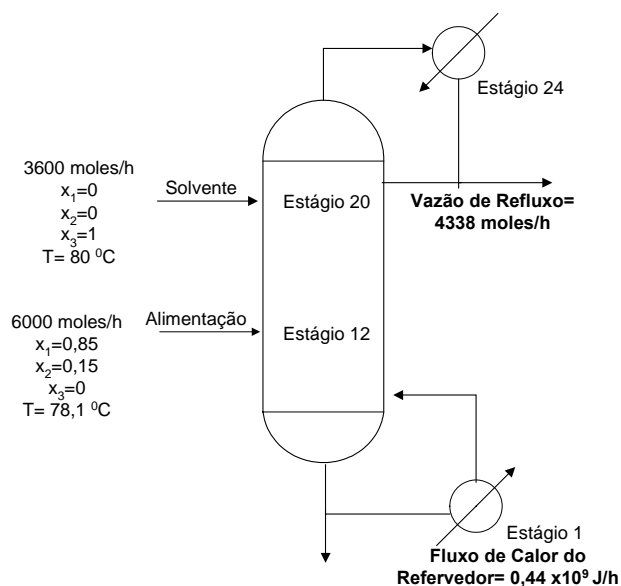 Estágio 24
3600 moles/h
x1=0
x2=0
x3=1
T= 80 ⁰C
Solvente
Estágio 20
Vazão de Refluxo=
4338 moles/h
6000 moles/h
x1=0,85
x2=0,15
x3=0
T= 78,1 ⁰C
Alimentação
Estágio 12
Estágio 1
Fluxo de Calor do
Refervedor= 0,44 x10⁹ J/h